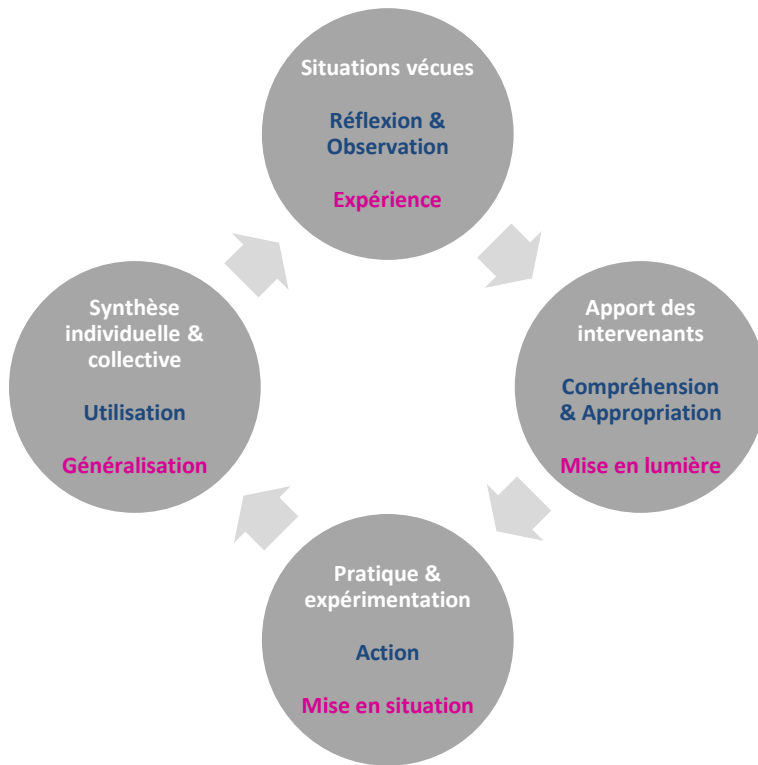 Situations vécues
Réflexion &
Observation
Expérience
Apport des
intervenants
Compréhension
& Appropriation
Mise en lumière
Pratique &
expérimentation
Action
Mise en situation
Synthèse
individuelle &
collective
Utilisation
Généralisation